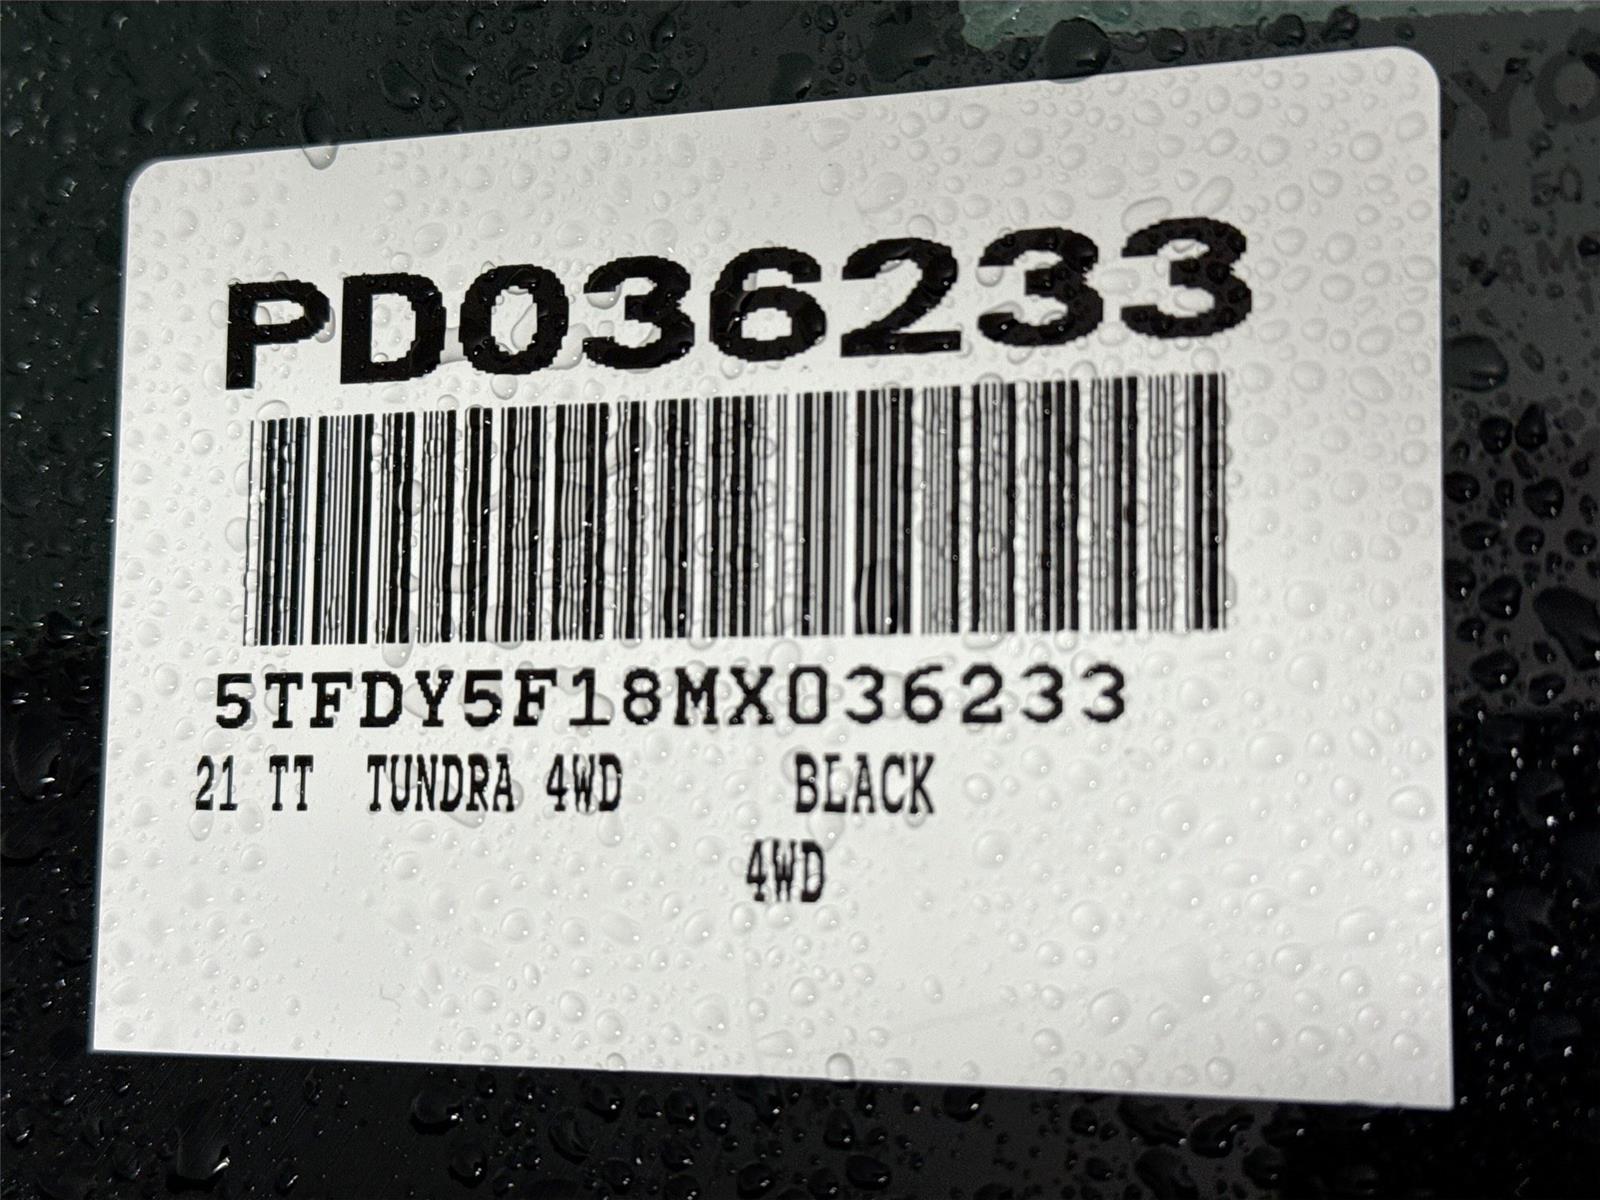 PD036233
5TFDY5F18MX036233
21 TT TUNDRA 4WD BLACK
4WD